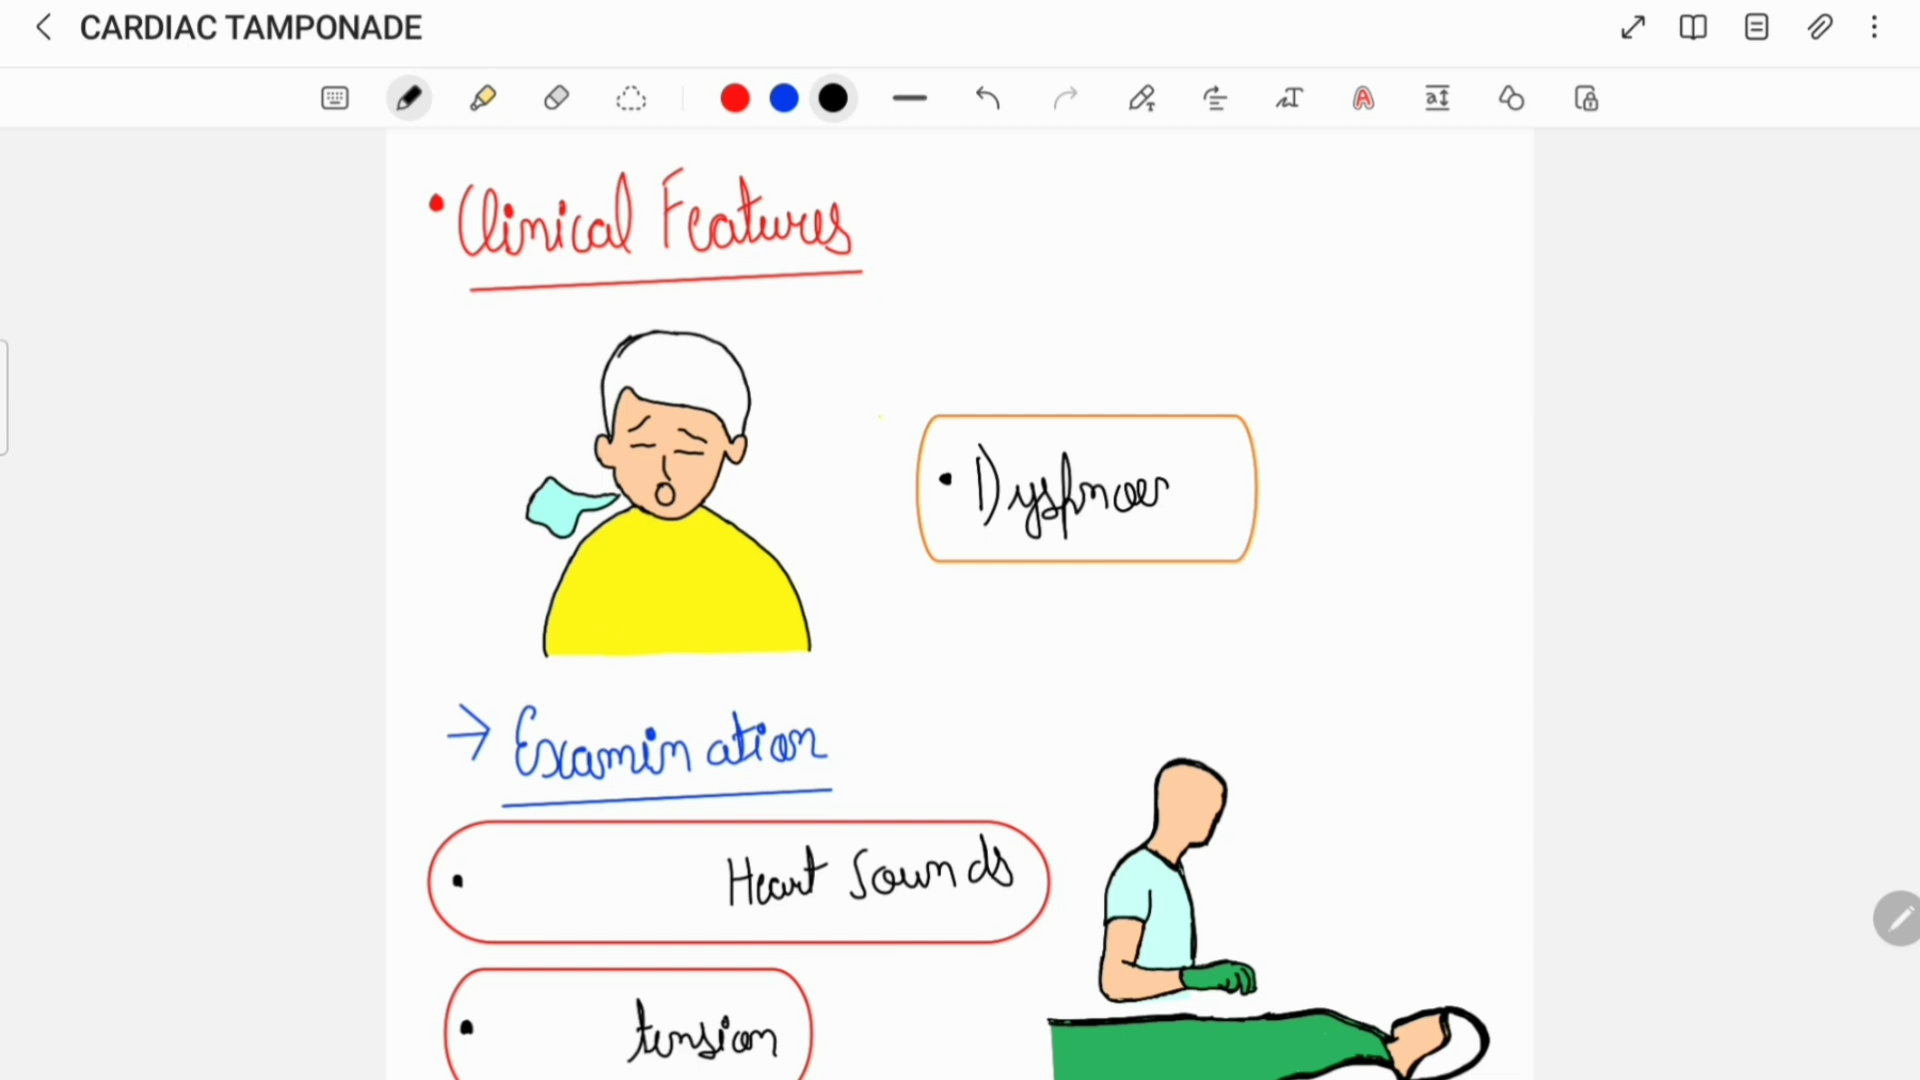 CARDIAC TAMPONADE
• Clinical Features
• Dyspnoea
→ Examination
• Heart Sounds
• tension